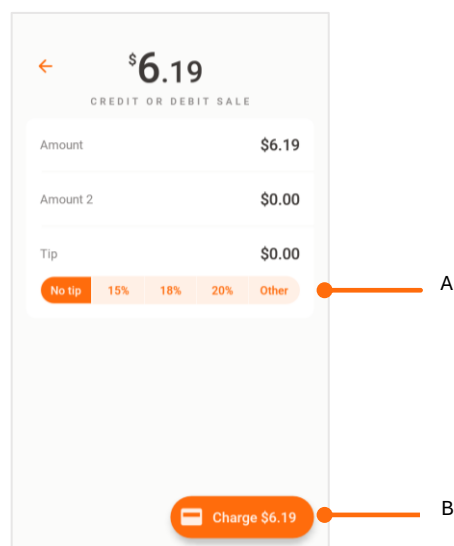 $6.19
CREDIT OR DEBIT SALE
Amount $6.19
Amount 2 $0.00
Tip $0.00
No tip 15% 18% 20% Other
A
Charge $6.19
B